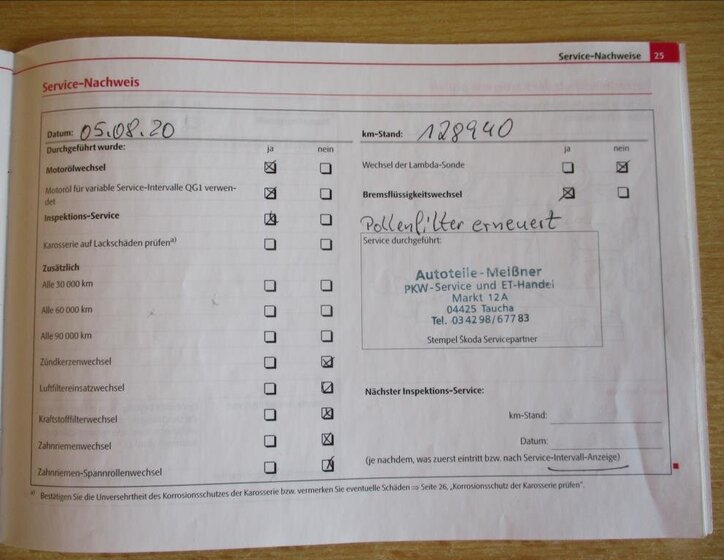 Service-Nachweise 25
Service-Nachweis
Datum: 05.08.20
Durchgeführt wurde: ja nein
Motorölwechsel
Motoröl für variable Service-Intervalle QG1 verwen-
det
Inspektions-Service
Karosserie auf Lackschäden prüfen a)
Zusätzlich
Alle 30 000 km
Alle 60 000 km
Alle 90 000 km
Zündkerzenwechsel
Luftfiltereinsatzwechsel
Kraftstofffilterwechsel
Zahnriemenwechsel
Zahnriemen-Spannrollenwechsel
km-Stand: 128940
ja nein
Wechsel der Lambda-Sonde
Bremsflüssigkeitswechsel
Pollenfilter erneuert
Service durchgeführt:
Autoteile-Meißner
PKW-Service und ET-Handel
Markt 12A
04425 Taucha
Tel. 034298/67783
Stempel Škoda Servicepartner
Nächster Inspektions-Service:
km-Stand:
Datum:
(je nachdem, was zuerst eintritt bzw. nach Service-Intervall-Anzeige)
a) Bestätigen Sie die Unversehrtheit des Korrosionsschutzes der Karosserie bzw. vermerken Sie eventuelle Schäden ⇒ Seite 26, „Korrosionsschutz der Karosserie prüfen“.